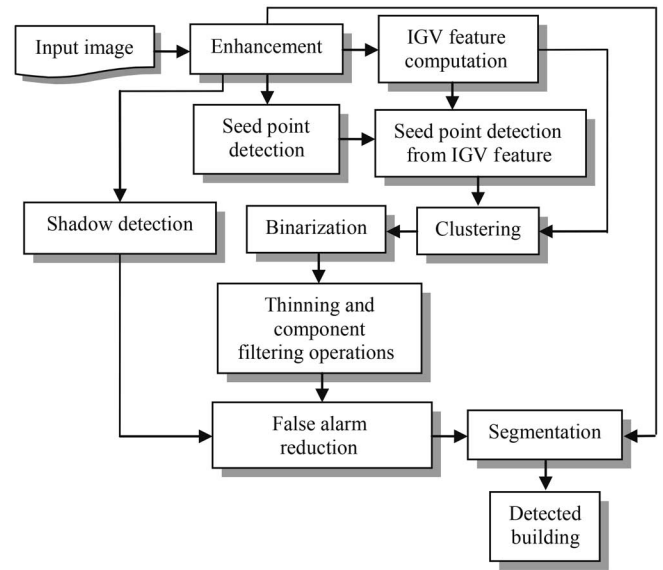 Input image
Enhancement
IGV feature
computation
Seed point
detection
Seed point detection
from IGV feature
Shadow detection
Binarization
Clustering
Thinning and
component
filtering operations
False alarm
reduction
Segmentation
Detected
building